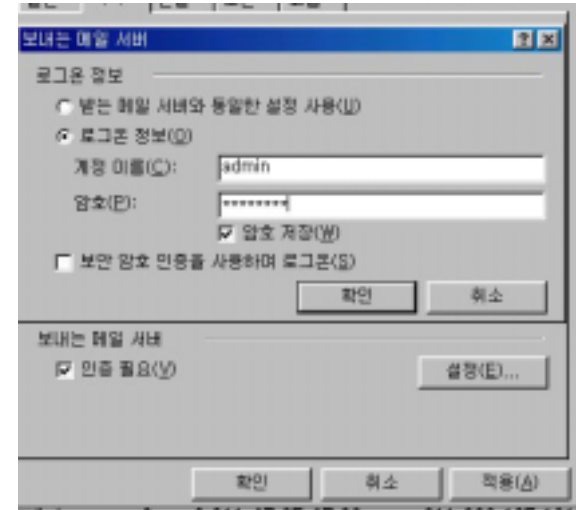 보내는 메일 서버
로그온 정보
받는 메일 서버와 동일한 설정 사용(U)
로그온 정보(O)
계정 이름(C): admin
암호(P): ********
암호 저장(W)
보안 암호 인증을 사용하여 로그온(S)
확인 취소
보내는 메일 서버
인증 필요(V) 설정(E)...
확인 취소 적용(A)